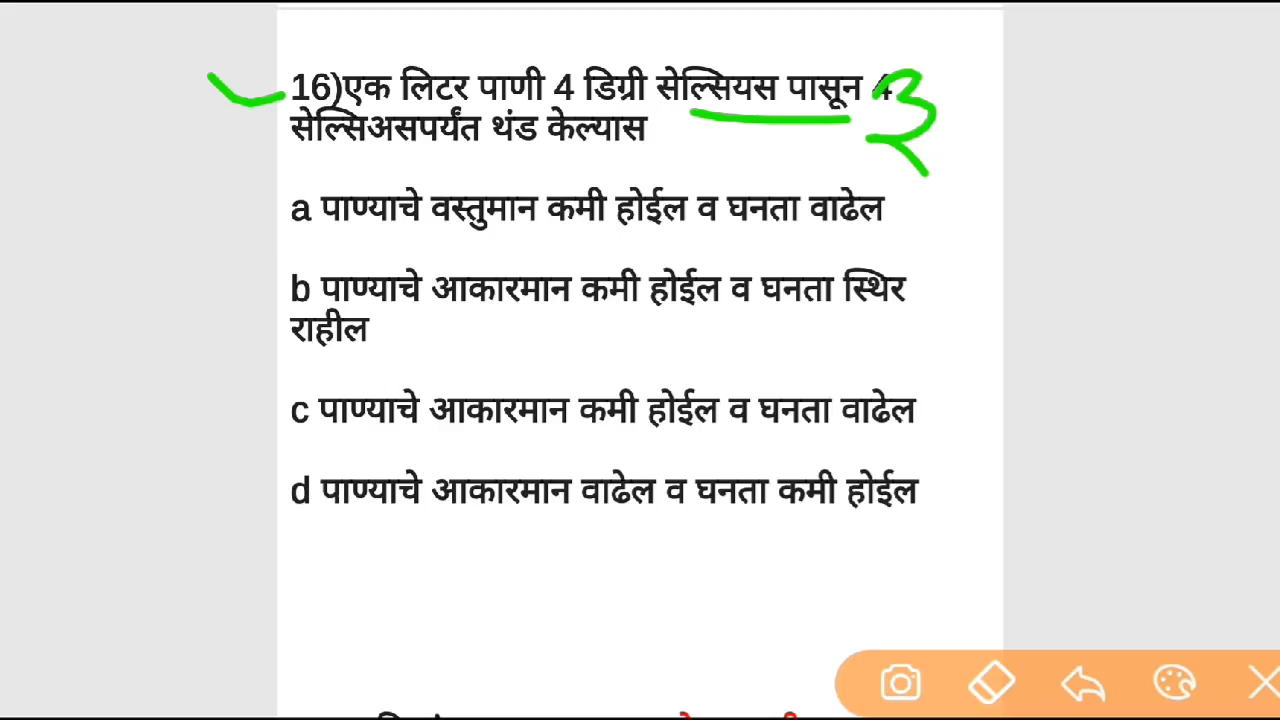 16)एक लिटर पाणी 4 डिग्री सेल्सियस पासून 4 ३
सेल्सिअसपर्यंत थंड केल्यास
a पाण्याचे वस्तुमान कमी होईल व घनता वाढेल
b पाण्याचे आकारमान कमी होईल व घनता स्थिर
राहील
c पाण्याचे आकारमान कमी होईल व घनता वाढेल
d पाण्याचे आकारमान वाढेल व घनता कमी होईल